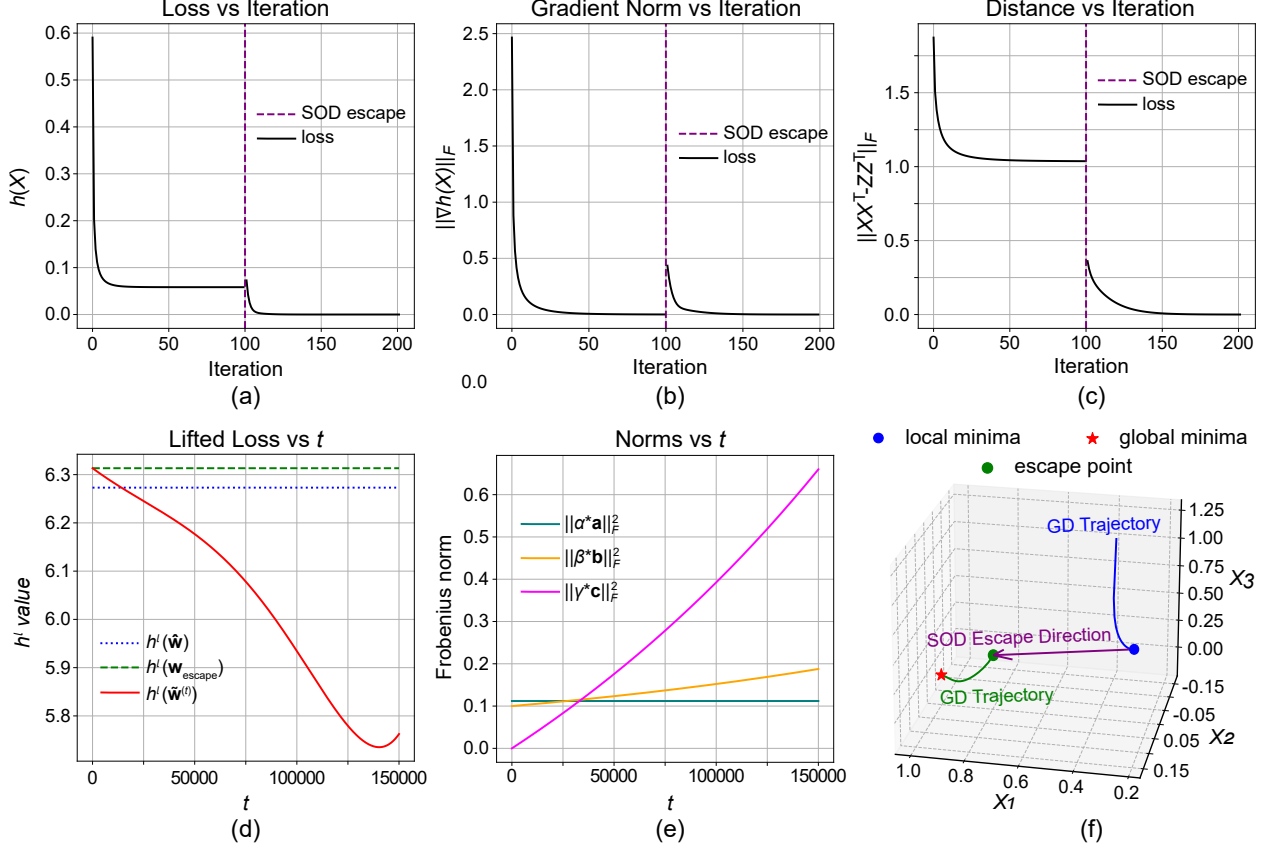 Loss vs Iteration
0.6
0.5
0.4
0.3
0.2
0.1
0.0
h(X)
SOD escape
loss
0 50 100 150 200
Iteration
(a)
Gradient Norm vs Iteration
2.5
2.0
1.5
1.0
0.5
0.0
||∇h(X)||F
SOD escape
loss
0 50 100 150 200
Iteration
0.0
(b)
Distance vs Iteration
1.5
1.0
0.5
0.0
||XXᵀ-ZZᵀ||F
SOD escape
loss
0 50 100 150 200
Iteration
(c)
Lifted Loss vs t
6.3
6.2
6.1
6.0
5.9
5.8
hˡ value
hˡ(ŵ)
hˡ(wescape)
hˡ(w̃⁽ᵗ⁾)
0 50000 100000 150000
t
(d)
Norms vs t
0.6
0.5
0.4
0.3
0.2
0.1
0.0
Frobenius norm
||α*a||²F
||β*b||²F
||γ*c||²F
0 50000 100000 150000
t
(e)
local minima
global minima
escape point
GD Trajectory
SOD Escape Direction
GD Trajectory
1.25
1.00
0.75
0.50
0.25
0.00
X3
-0.15
-0.05
0.05
0.15
X2
1.0 0.8 0.6 0.4 0.2
X1
(f)